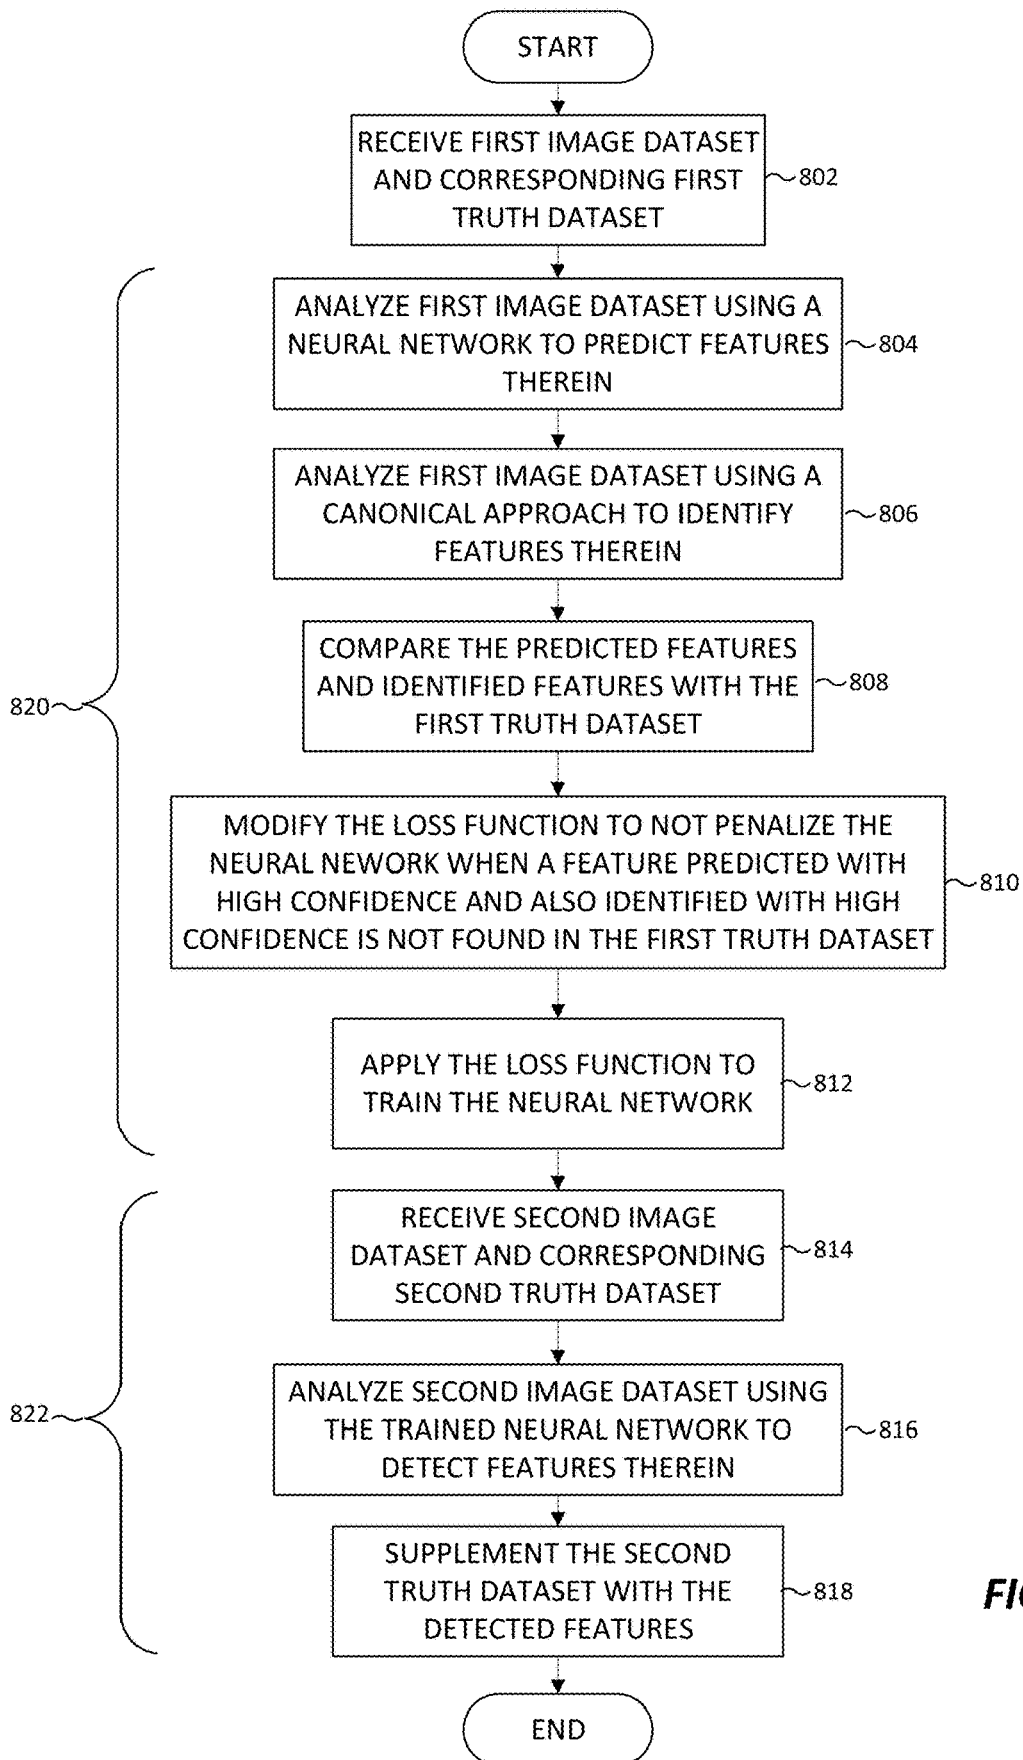 START
RECEIVE FIRST IMAGE DATASET
AND CORRESPONDING FIRST
TRUTH DATASET
802
ANALYZE FIRST IMAGE DATASET USING A
NEURAL NETWORK TO PREDICT FEATURES
THEREIN
804
ANALYZE FIRST IMAGE DATASET USING A
CANONICAL APPROACH TO IDENTIFY
FEATURES THEREIN
806
COMPARE THE PREDICTED FEATURES
AND IDENTIFIED FEATURES WITH THE
FIRST TRUTH DATASET
808
820
MODIFY THE LOSS FUNCTION TO NOT PENALIZE THE
NEURAL NEWORK WHEN A FEATURE PREDICTED WITH
HIGH CONFIDENCE AND ALSO IDENTIFIED WITH HIGH
CONFIDENCE IS NOT FOUND IN THE FIRST TRUTH DATASET
810
APPLY THE LOSS FUNCTION TO
TRAIN THE NEURAL NETWORK
812
RECEIVE SECOND IMAGE
DATASET AND CORRESPONDING
SECOND TRUTH DATASET
814
ANALYZE SECOND IMAGE DATASET USING
THE TRAINED NEURAL NETWORK TO
DETECT FEATURES THEREIN
816
822
SUPPLEMENT THE SECOND
TRUTH DATASET WITH THE
DETECTED FEATURES
818
END